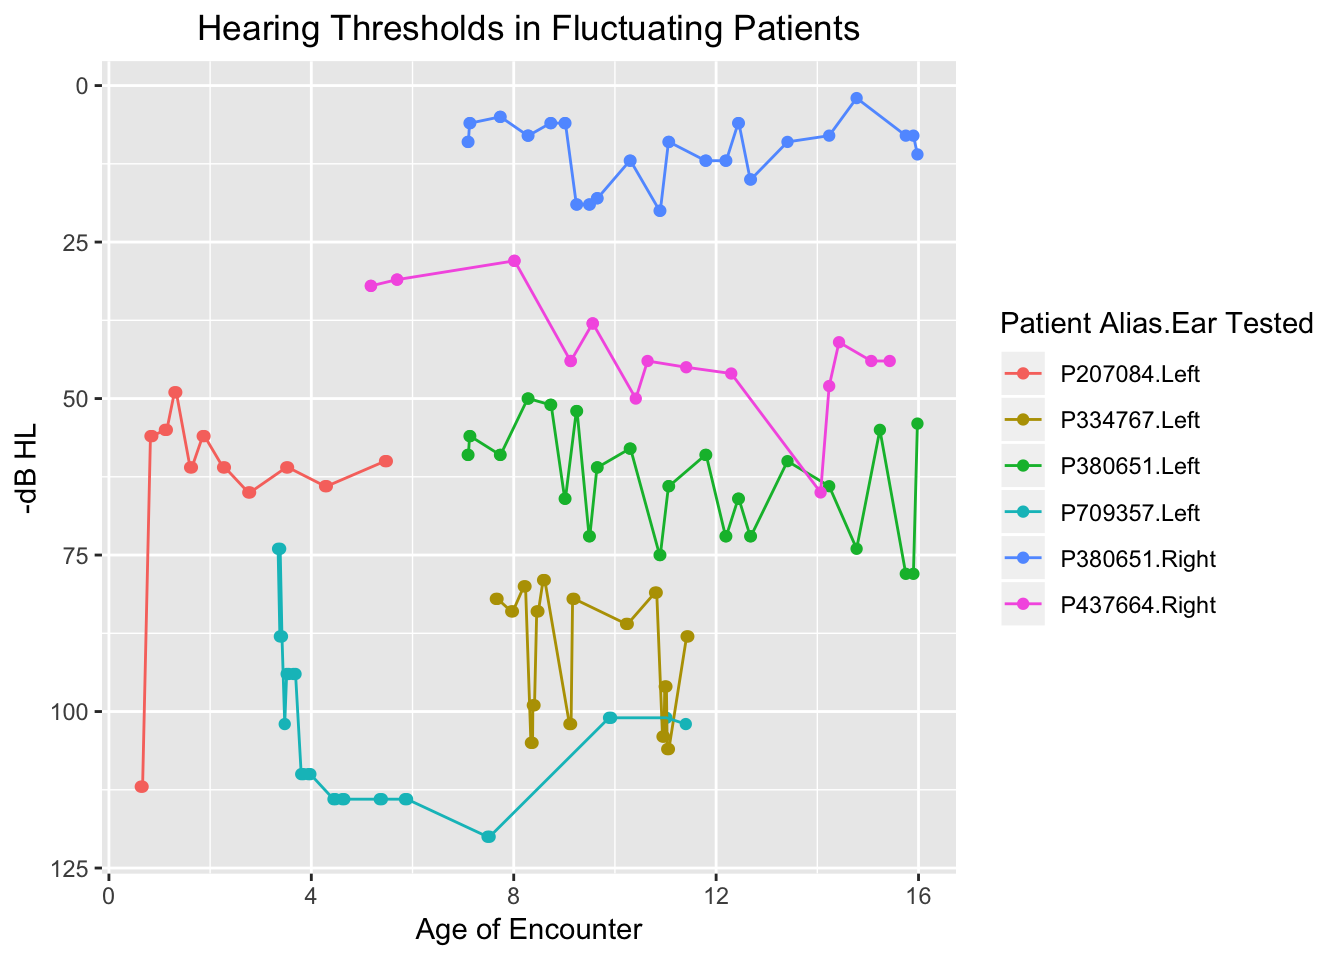 Hearing Thresholds in Fluctuating Patients
-dB HL
0
25
50
75
100
125
0 4 8 12 16
Age of Encounter
Patient Alias.Ear Tested
P207084.Left
P334767.Left
P380651.Left
P709357.Left
P380651.Right
P437664.Right